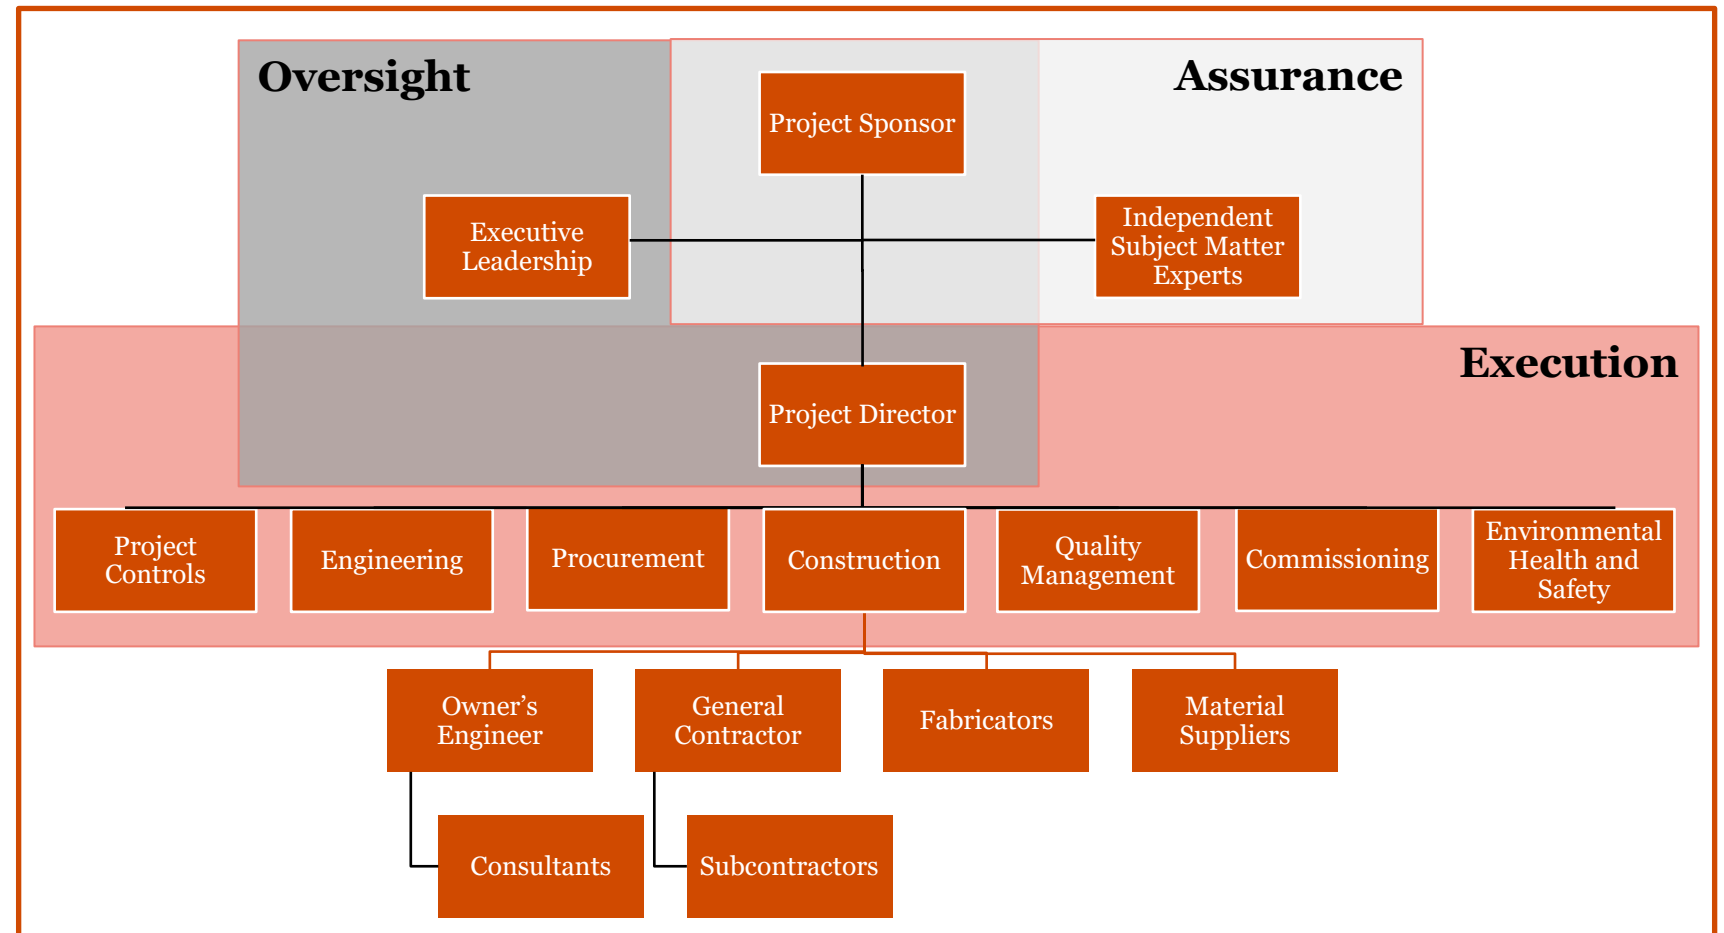 Oversight
Assurance
Project Sponsor
Executive
Leadership
Independent
Subject Matter
Experts
Execution
Project Director
Project
Controls
Engineering
Procurement
Construction
Quality
Management
Commissioning
Environmental
Health and
Safety
Owner’s
Engineer
General
Contractor
Fabricators
Material
Suppliers
Consultants
Subcontractors